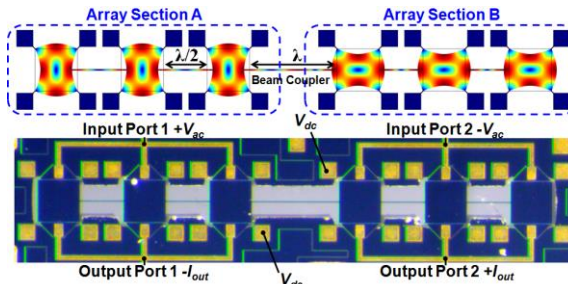 Array Section A
Array Section B
λ/2
λ
Beam Coupler
Input Port 1 +Vac
Vdc
Input Port 2 -Vac
Output Port 1 -Iout
Vdc
Output Port 2 +Iout